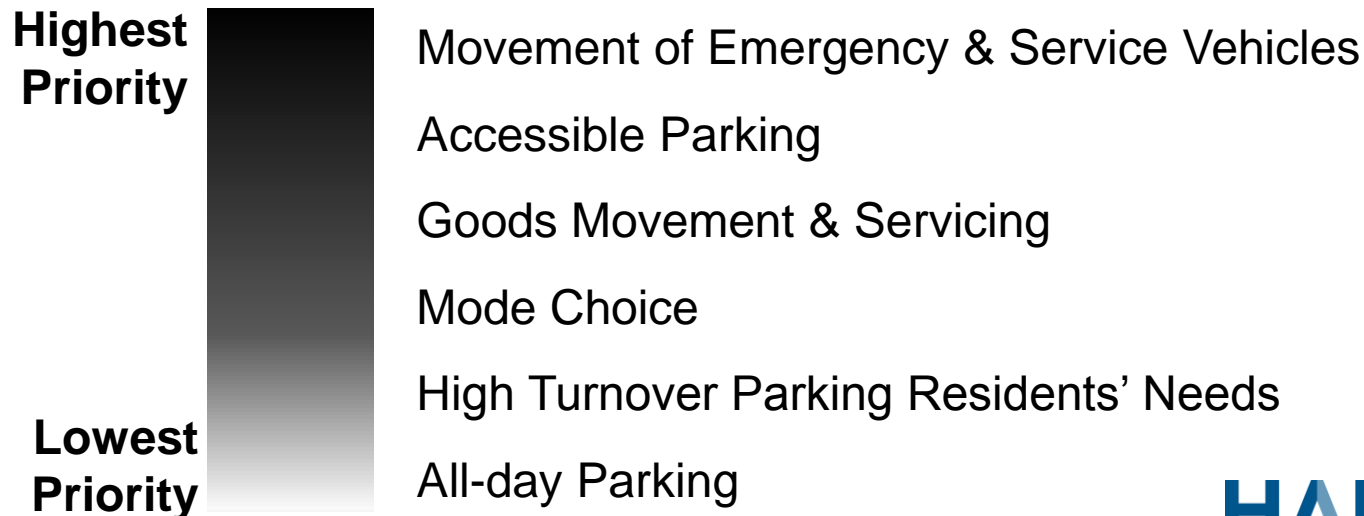 Highest
Priority
Movement of Emergency & Service Vehicles
Accessible Parking
Goods Movement & Servicing
Mode Choice
High Turnover Parking Residents’ Needs
Lowest
Priority
All-day Parking